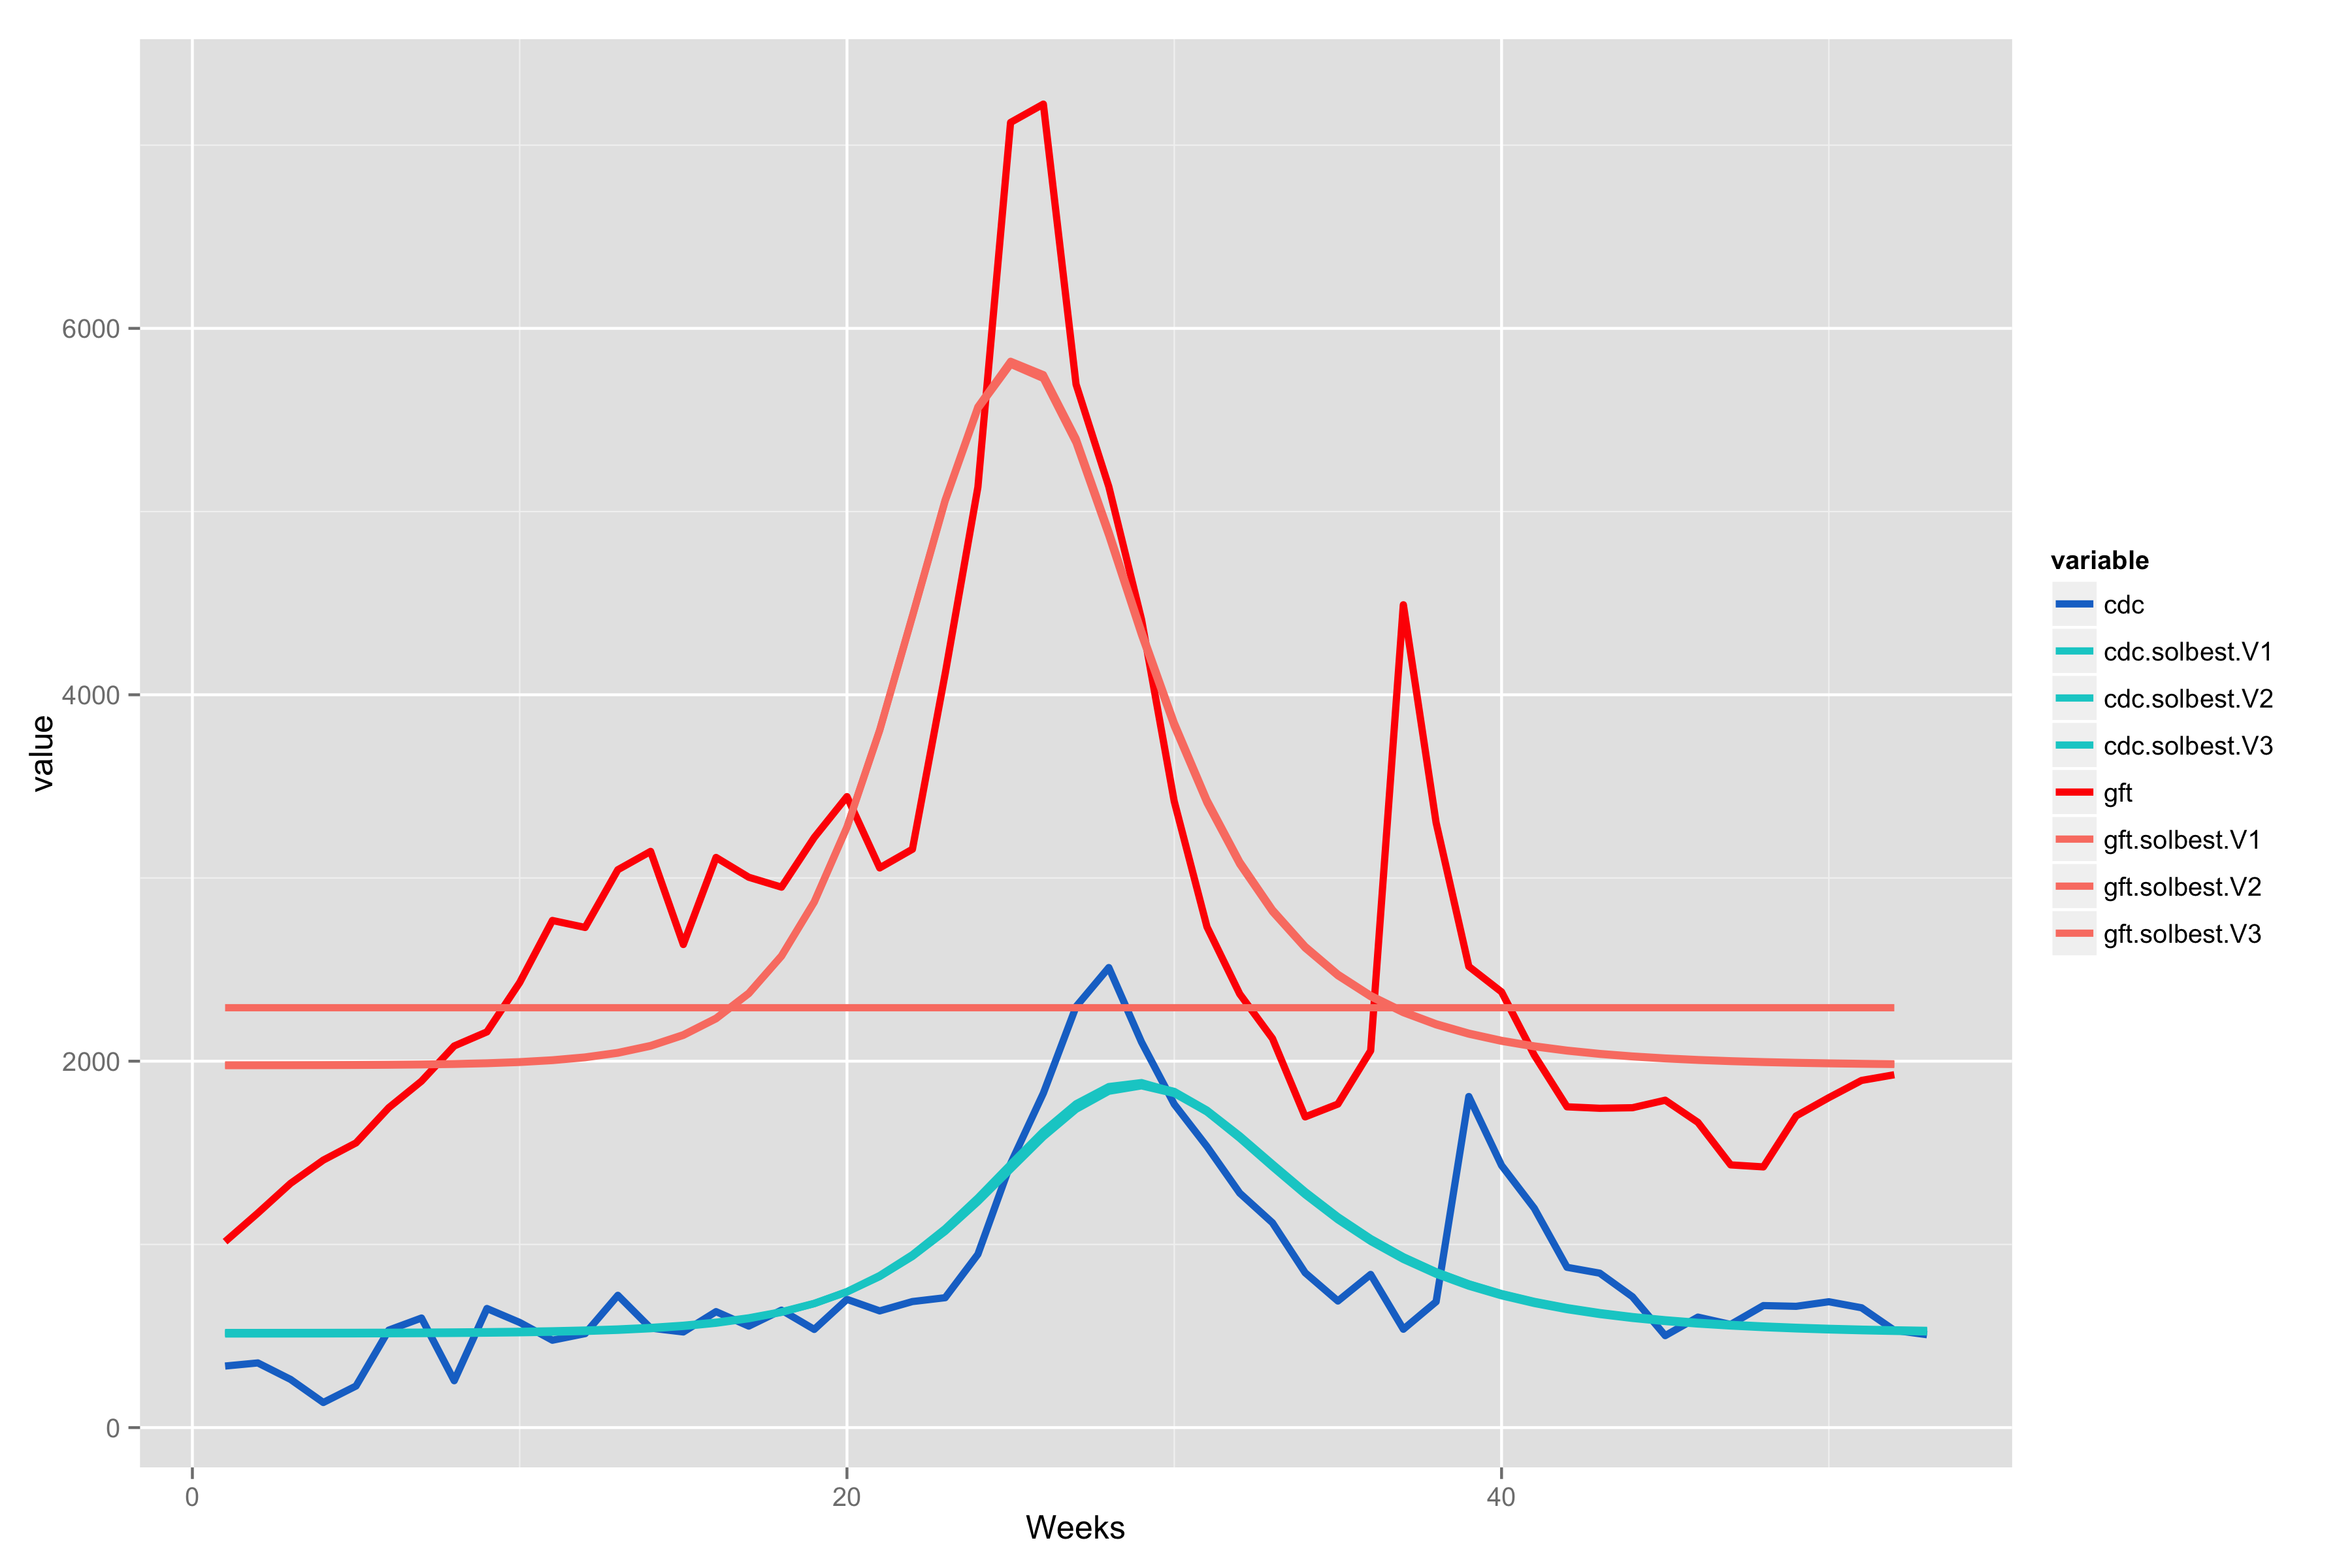 6000
4000
2000
0
value
0
20
40
Weeks
variable
cdc
cdc.solbest.V1
cdc.solbest.V2
cdc.solbest.V3
gft
gft.solbest.V1
gft.solbest.V2
gft.solbest.V3